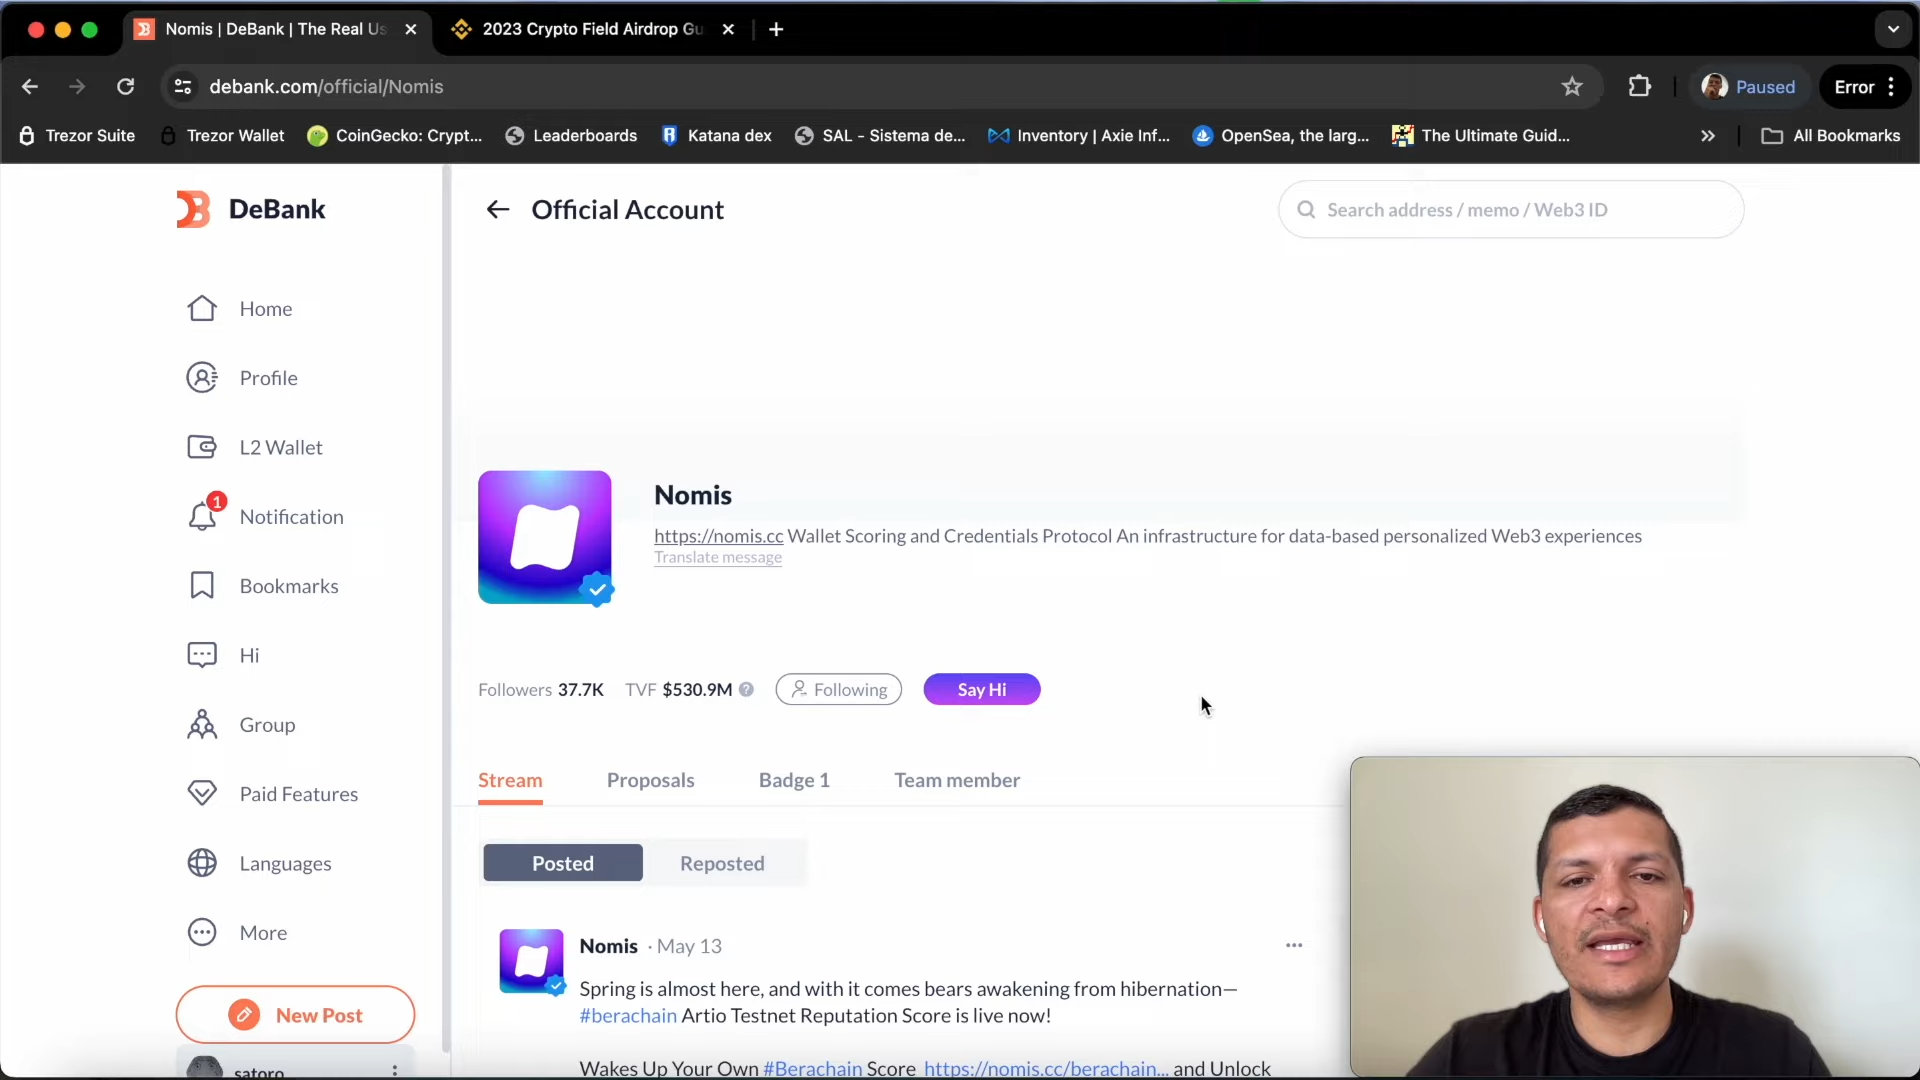 Nomis | DeBank | The Real Us
2023 Crypto Field Airdrop Gu
debank.com/official/Nomis
Paused
Error
Trezor Suite
Trezor Wallet
CoinGecko: Crypt...
Leaderboards
Katana dex
SAL - Sistema de...
Inventory | Axie Inf...
OpenSea, the larg...
The Ultimate Guid...
All Bookmarks
DeBank
Official Account
Search address / memo / Web3 ID
Home
Profile
L2 Wallet
1
Notification
Bookmarks
Hi
Group
Paid Features
Languages
More
New Post
satoro
Nomis
https://nomis.cc Wallet Scoring and Credentials Protocol An infrastructure for data-based personalized Web3 experiences
Translate message
Followers 37.7K TVF $530.9M ? Following Say Hi
Stream Proposals Badge 1 Team member
Posted Reposted
Nomis · May 13
Spring is almost here, and with it comes bears awakening from hibernation—
#berachain Artio Testnet Reputation Score is live now!
Wakes Up Your Own #Berachain Score https://nomis.cc/berachain... and Unlock